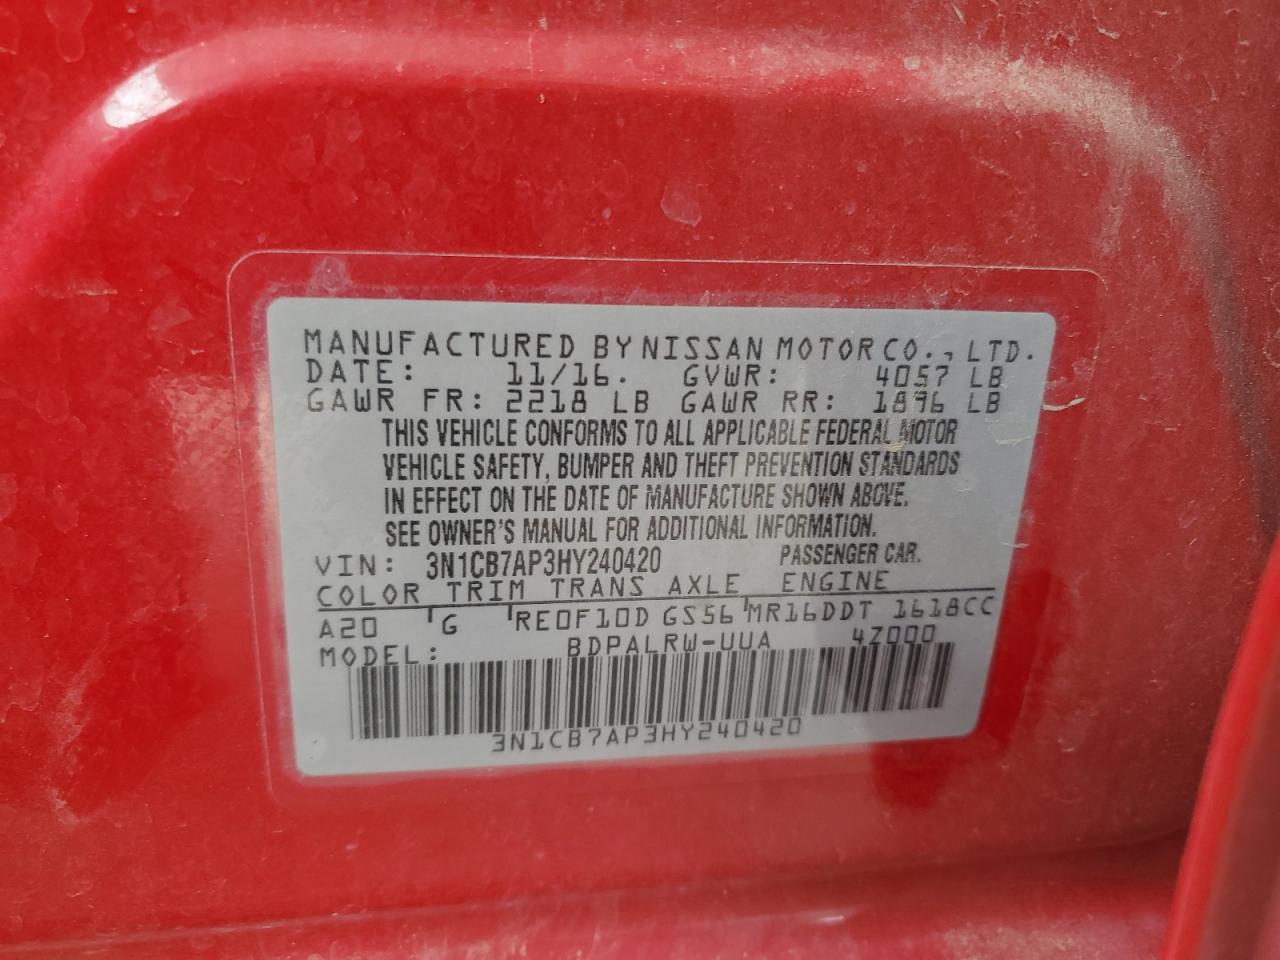 MANUFACTURED BY NISSAN MOTOR CO., LTD.
DATE: 11/16. GVWR: 4057 LB
GAWR FR: 2218 LB GAWR RR: 1896 LB
THIS VEHICLE CONFORMS TO ALL APPLICABLE FEDERAL MOTOR
VEHICLE SAFETY, BUMPER AND THEFT PREVENTION STANDARDS
IN EFFECT ON THE DATE OF MANUFACTURE SHOWN ABOVE.
SEE OWNER'S MANUAL FOR ADDITIONAL INFORMATION.
VIN: 3N1CB7AP3HY240420 PASSENGER CAR.
COLOR TRIM TRANS AXLE ENGINE
A20 G RE0F10D GS56 MR16DDT 1618CC
MODEL: BDPALRW-UUA 4Z000
3N1CB7AP3HY240420